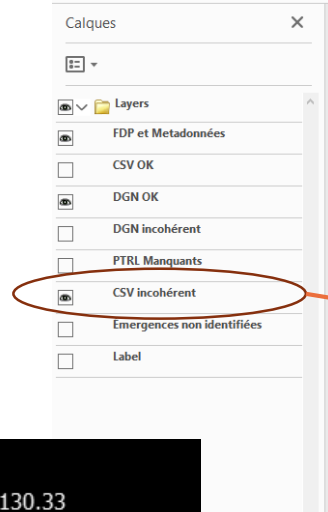 Calques
Layers
FDP et Metadonnées
CSV OK
DGN OK
DGN incohérent
PTRL Manquants
CSV incohérent
Emergences non identifiées
Label
130.33